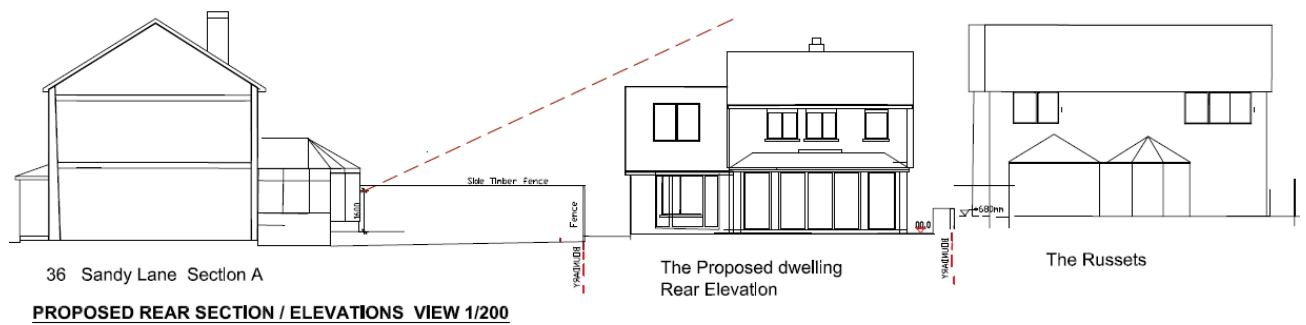 Side Timber Fence
1600
Fence
BOUNDARY
00.0
BOUNDARY
+680mm
36 Sandy Lane Section A
The Proposed dwelling
Rear Elevation
The Russets
PROPOSED REAR SECTION / ELEVATIONS VIEW 1/200